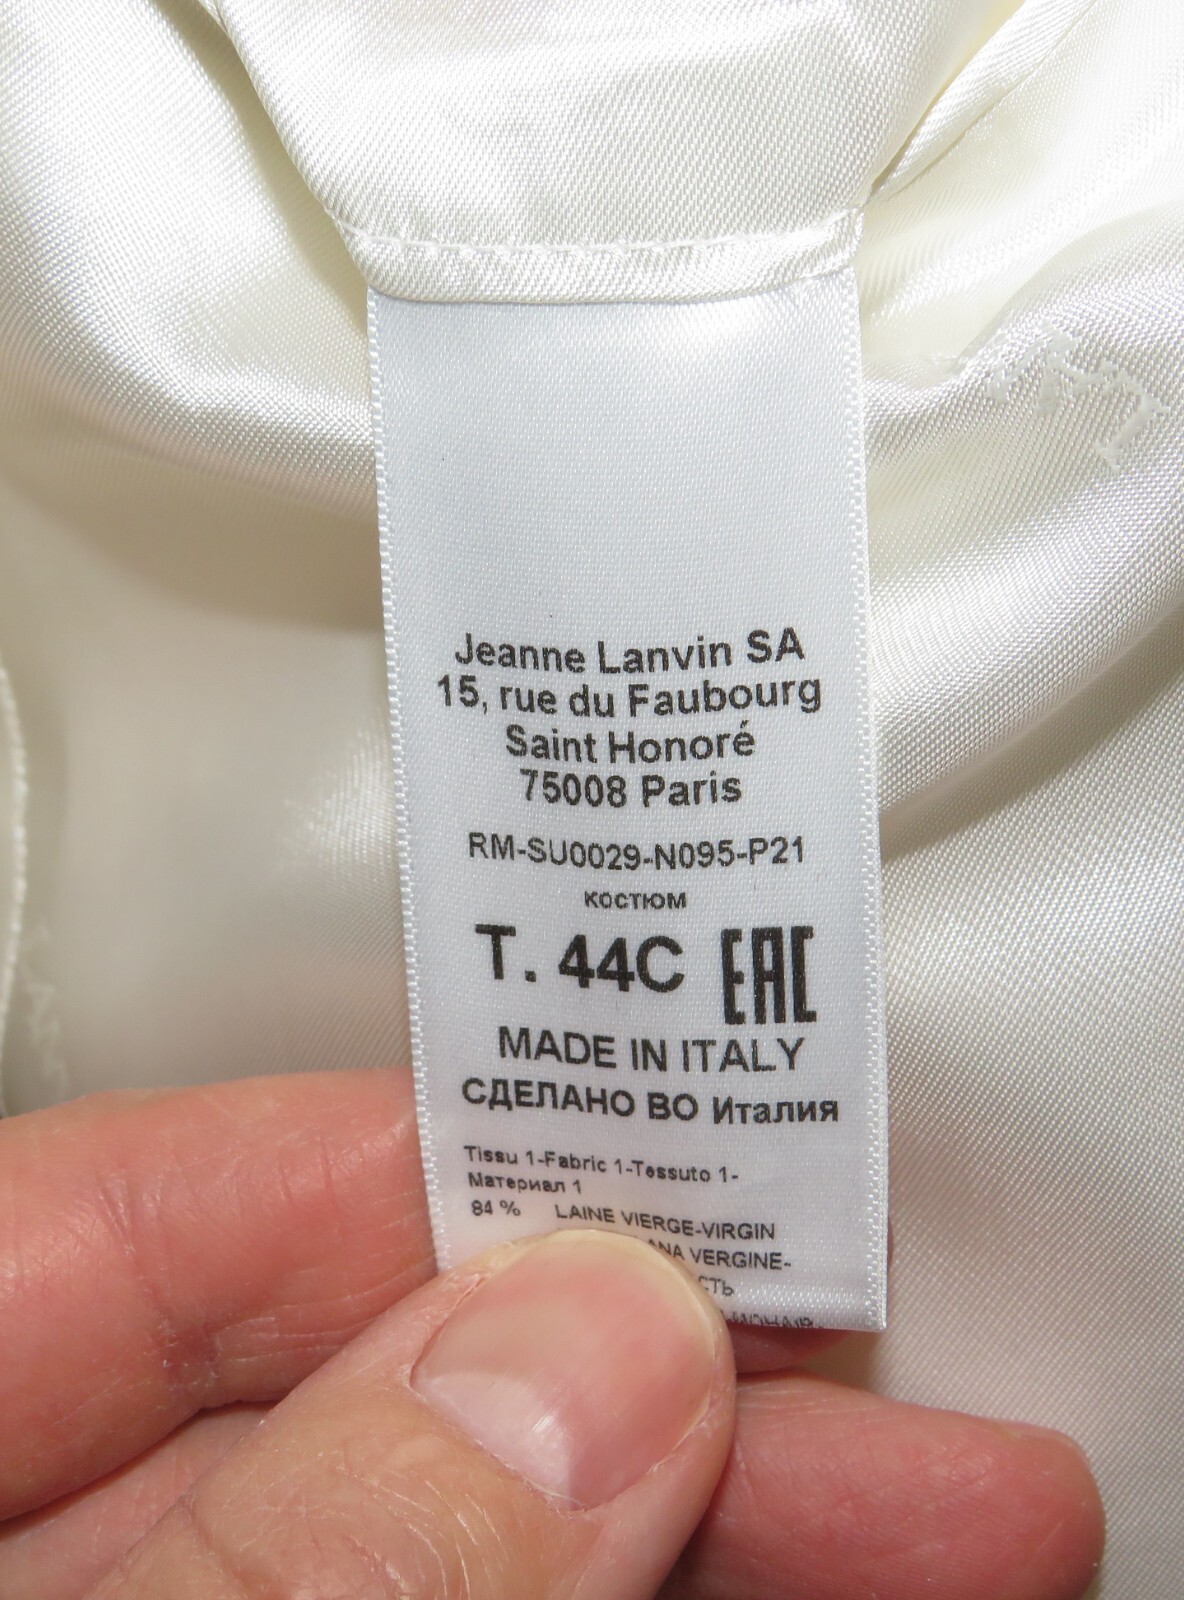 Jeanne Lanvin SA
15, rue du Faubourg
Saint Honoré
75008 Paris
RM-SU0029-N095-P21
костюм
T. 44C EAC
MADE IN ITALY
СДЕЛАНО ВО Италия
Tissu 1-Fabric 1-Tessuto 1-
Материал 1
84 % LAINE VIERGE-VIRGIN
VERGINE-